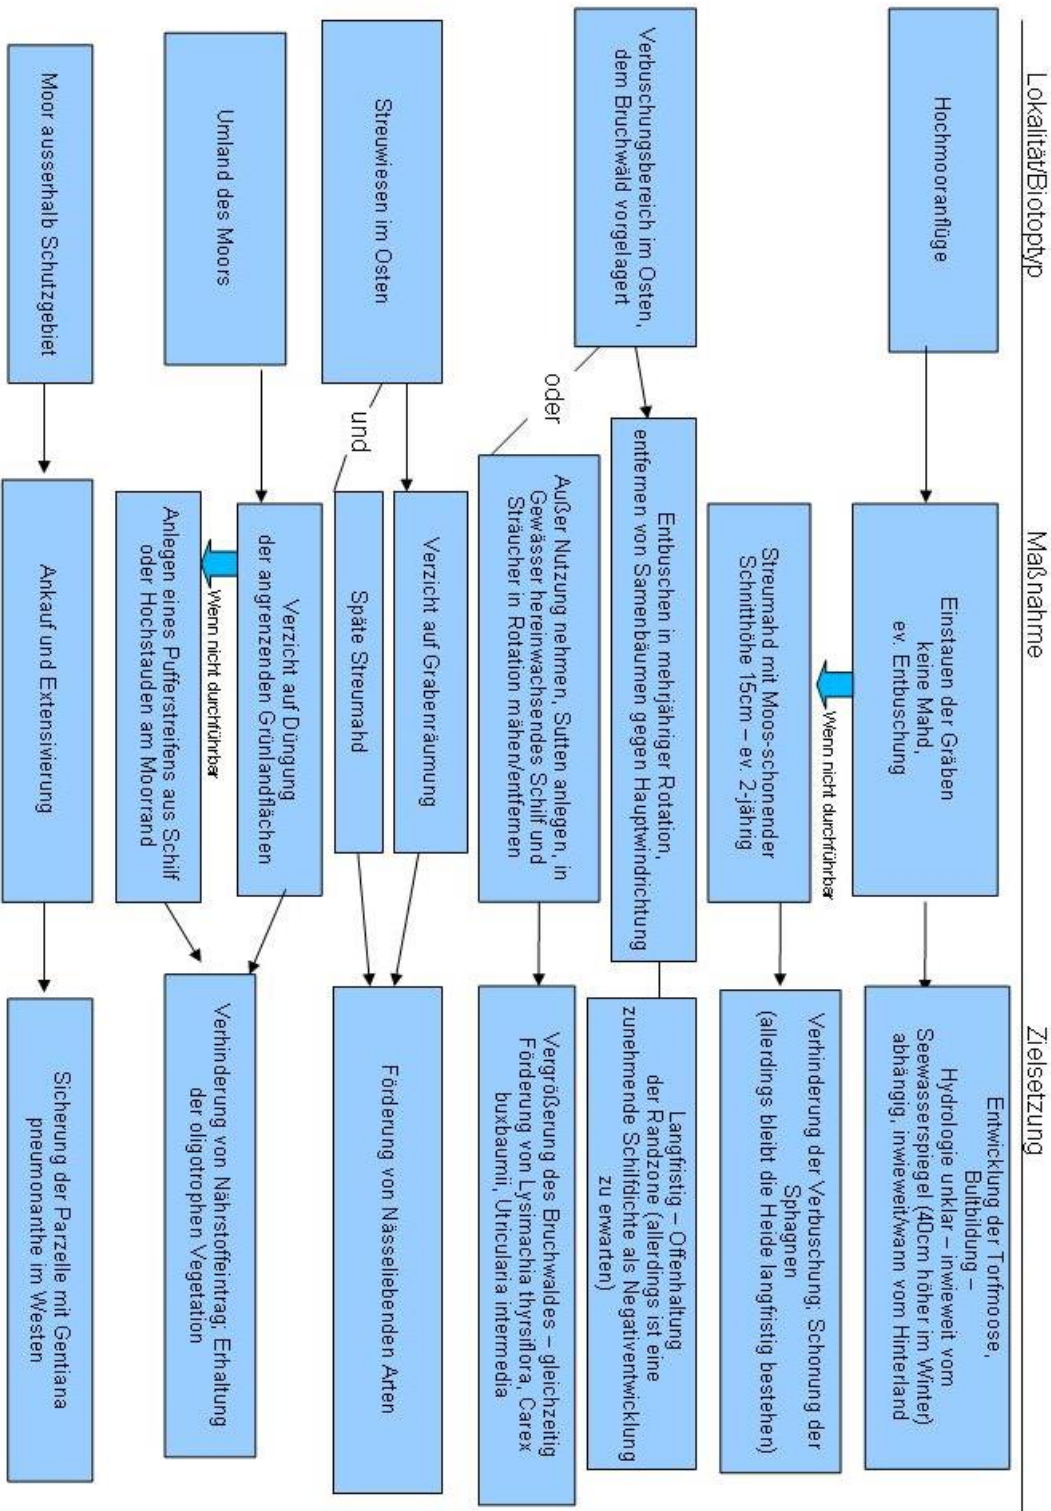 Lokalität/Biotoptyp
Maßnahme
Zielsetzung
Hochmooranflüge
Einstauen der Gräben
keine Mahd,
ev. Entbuschung
Entwicklung der Torfmoose,
Bultbildung –
Hydrologie unklar – inwieweit vom
Seewasserspiegel (40cm höher im Winter)
abhängig, inwieweit/wann vom Hinterland
Wenn nicht durchführbar
Streumahd mit Moos-schonender
Schnitthöhe 15cm – ev. 2-jährig
Verhinderung der Verbuschung; Schonung der
Sphagnen
(allerdings bleibt die Heide langfristig bestehen)
Verbuschungsbereich im Osten,
dem Bruchwäld vorgelagert
Entbuschen in mehrjähriger Rotation,
entfernen von Samenbäumen gegen Hauptwindrichtung
Langfristig – Offenhaltung
der Randzone (allerdings ist eine
zunehmende Schilfdichte als Negativentwicklung
zu erwarten)
oder
Außer Nutzung nehmen, Sutten anlegen, in
Gewässer hereinwachsendes Schilf und
Sträucher in Rotation mähen/entfernen
Vergrößerung des Bruchwaldes – gleichzeitig
Förderung von Lysimachia thyrsiflora, Carex
buxbaumii, Utricularia intermedia
Streuwiesen im Osten
Verzicht auf Grabenräumung
und
Späte Streumahd
Förderung von Nässeliebenden Arten
Umland des Moors
Verzicht auf Düngung
der angrenzenden Grünlandflächen
Wenn nicht durchführbar
Anlegen eines Pufferstreifens aus Schilf
oder Hochstauden am Moorrand
Verhinderung von Nährstoffeintrag; Erhaltung
der oligotrophen Vegetation
Moor ausserhalb Schutzgebiet
Ankauf und Extensivierung
Sicherung der Parzelle mit Gentiana
pneumonanthe im Westen